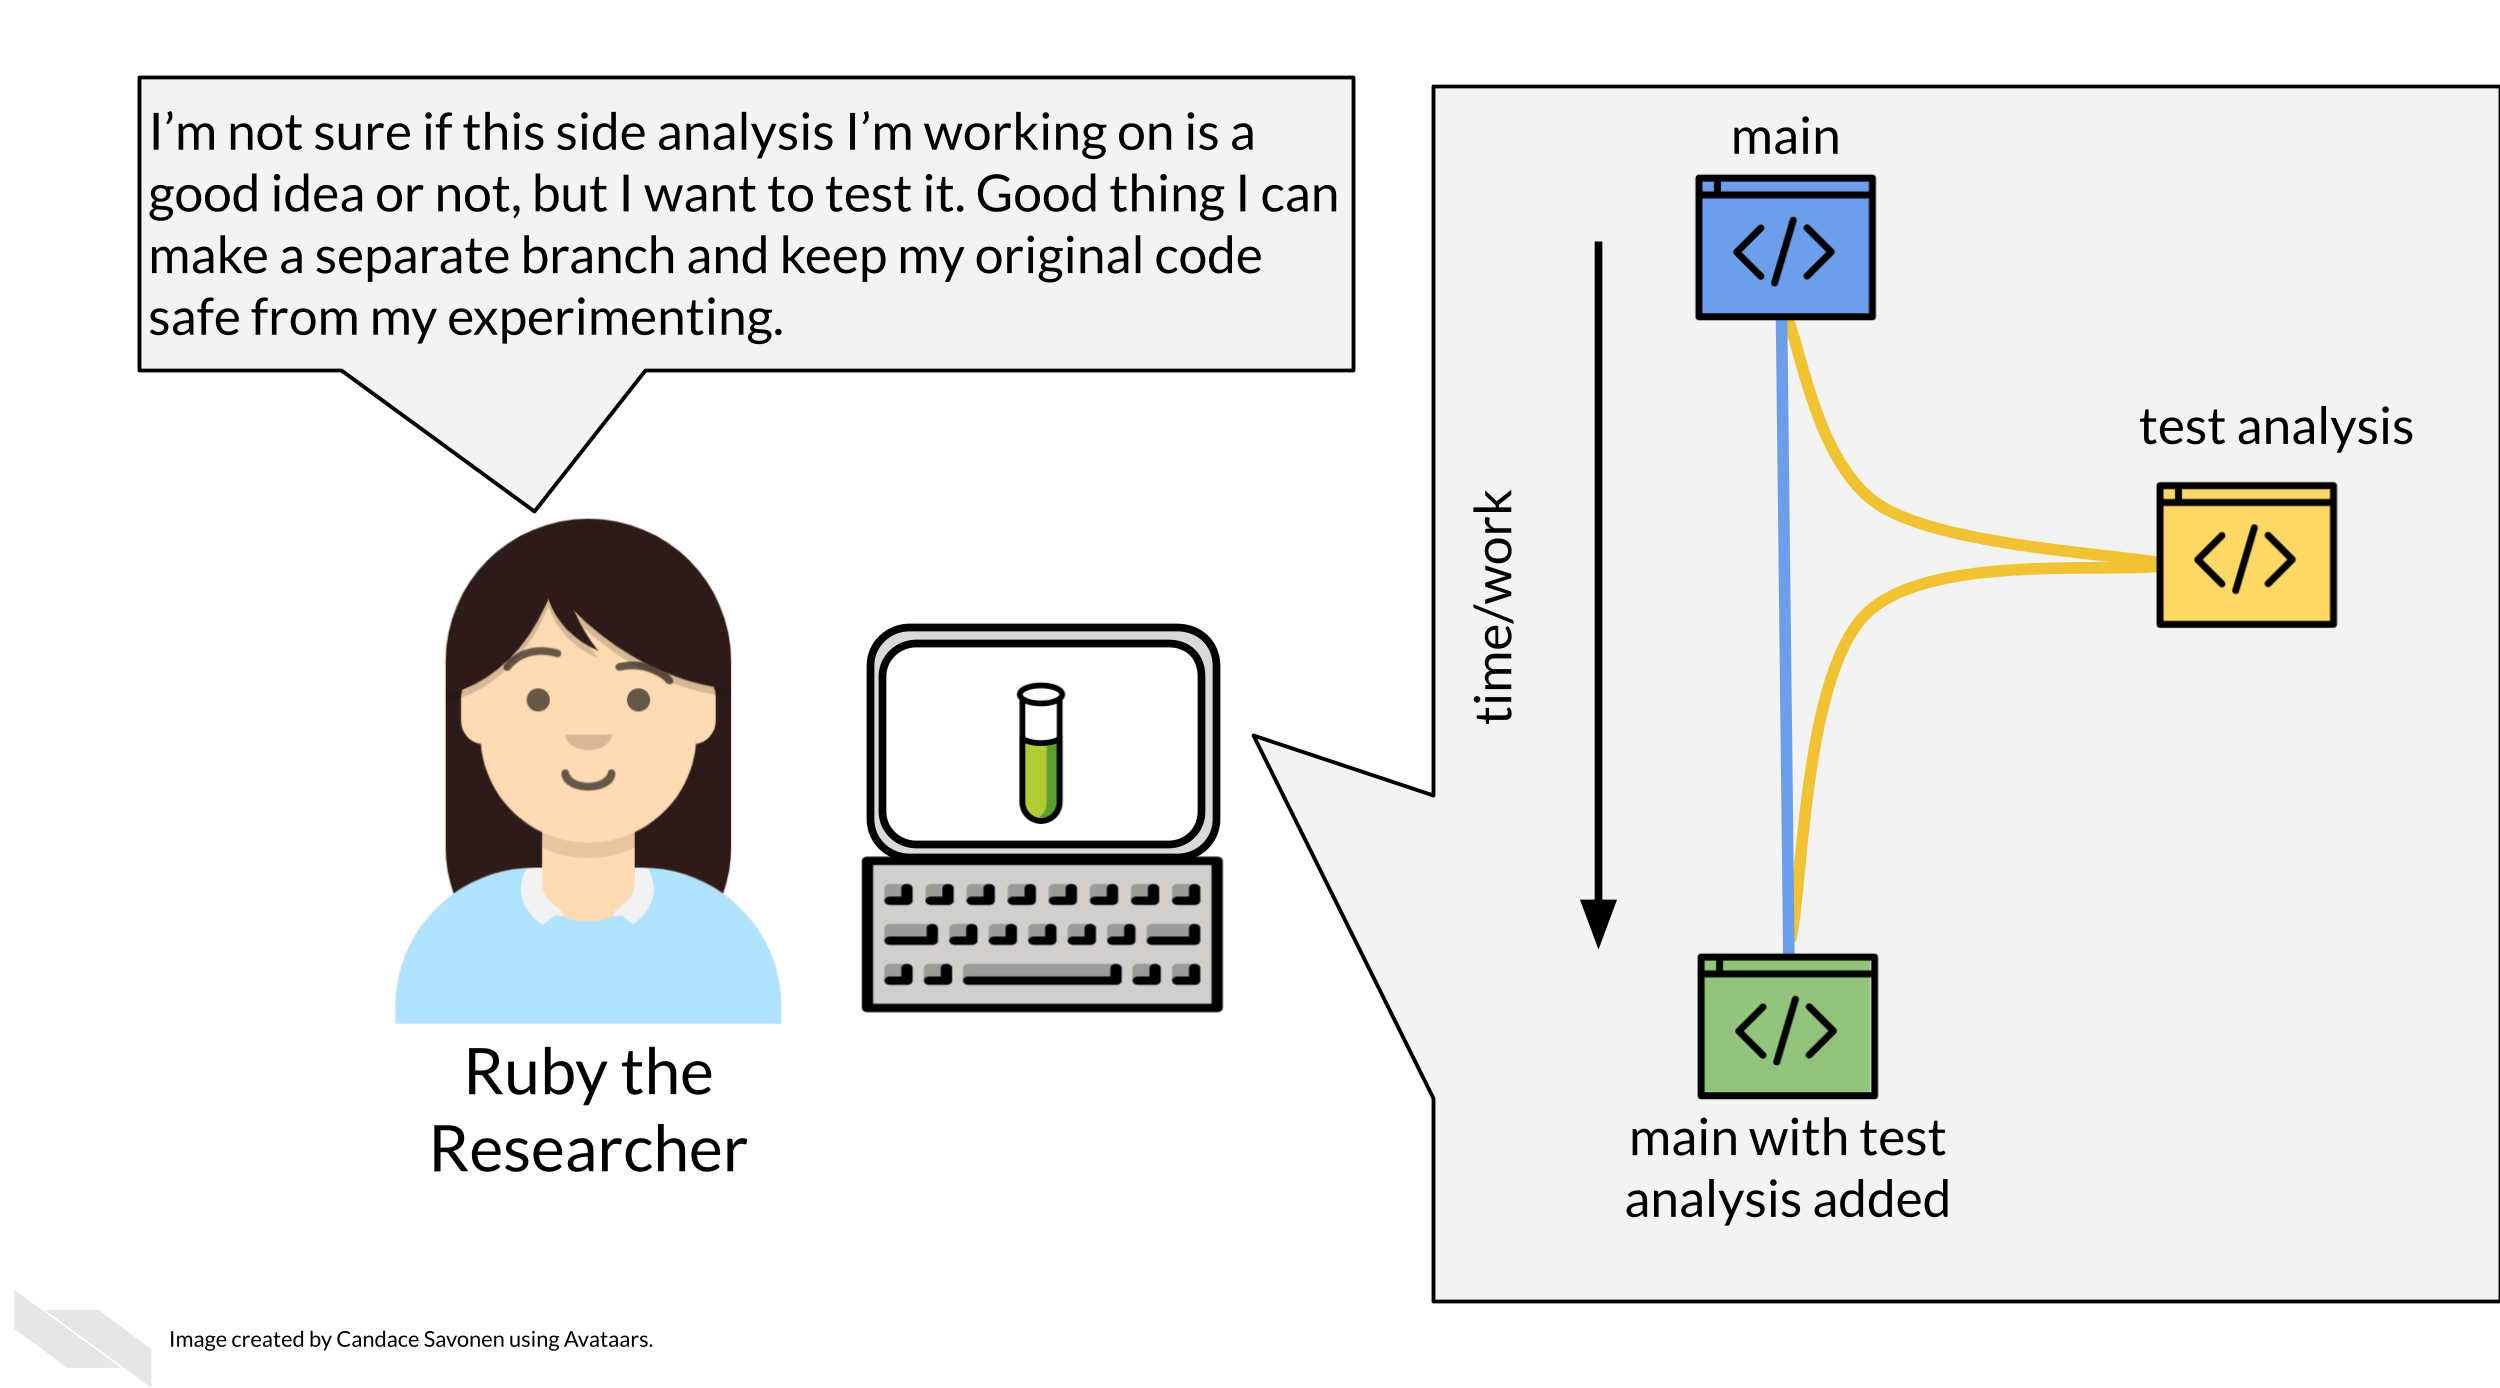 I'm not sure if this side analysis I'm working on is a
good idea or not, but I want to test it. Good thing I can
make a separate branch and keep my original code
safe from my experimenting.
Ruby the
Researcher
time/work
main
test analysis
main with test
analysis added
Image created by Candace Savonen using Avataars.